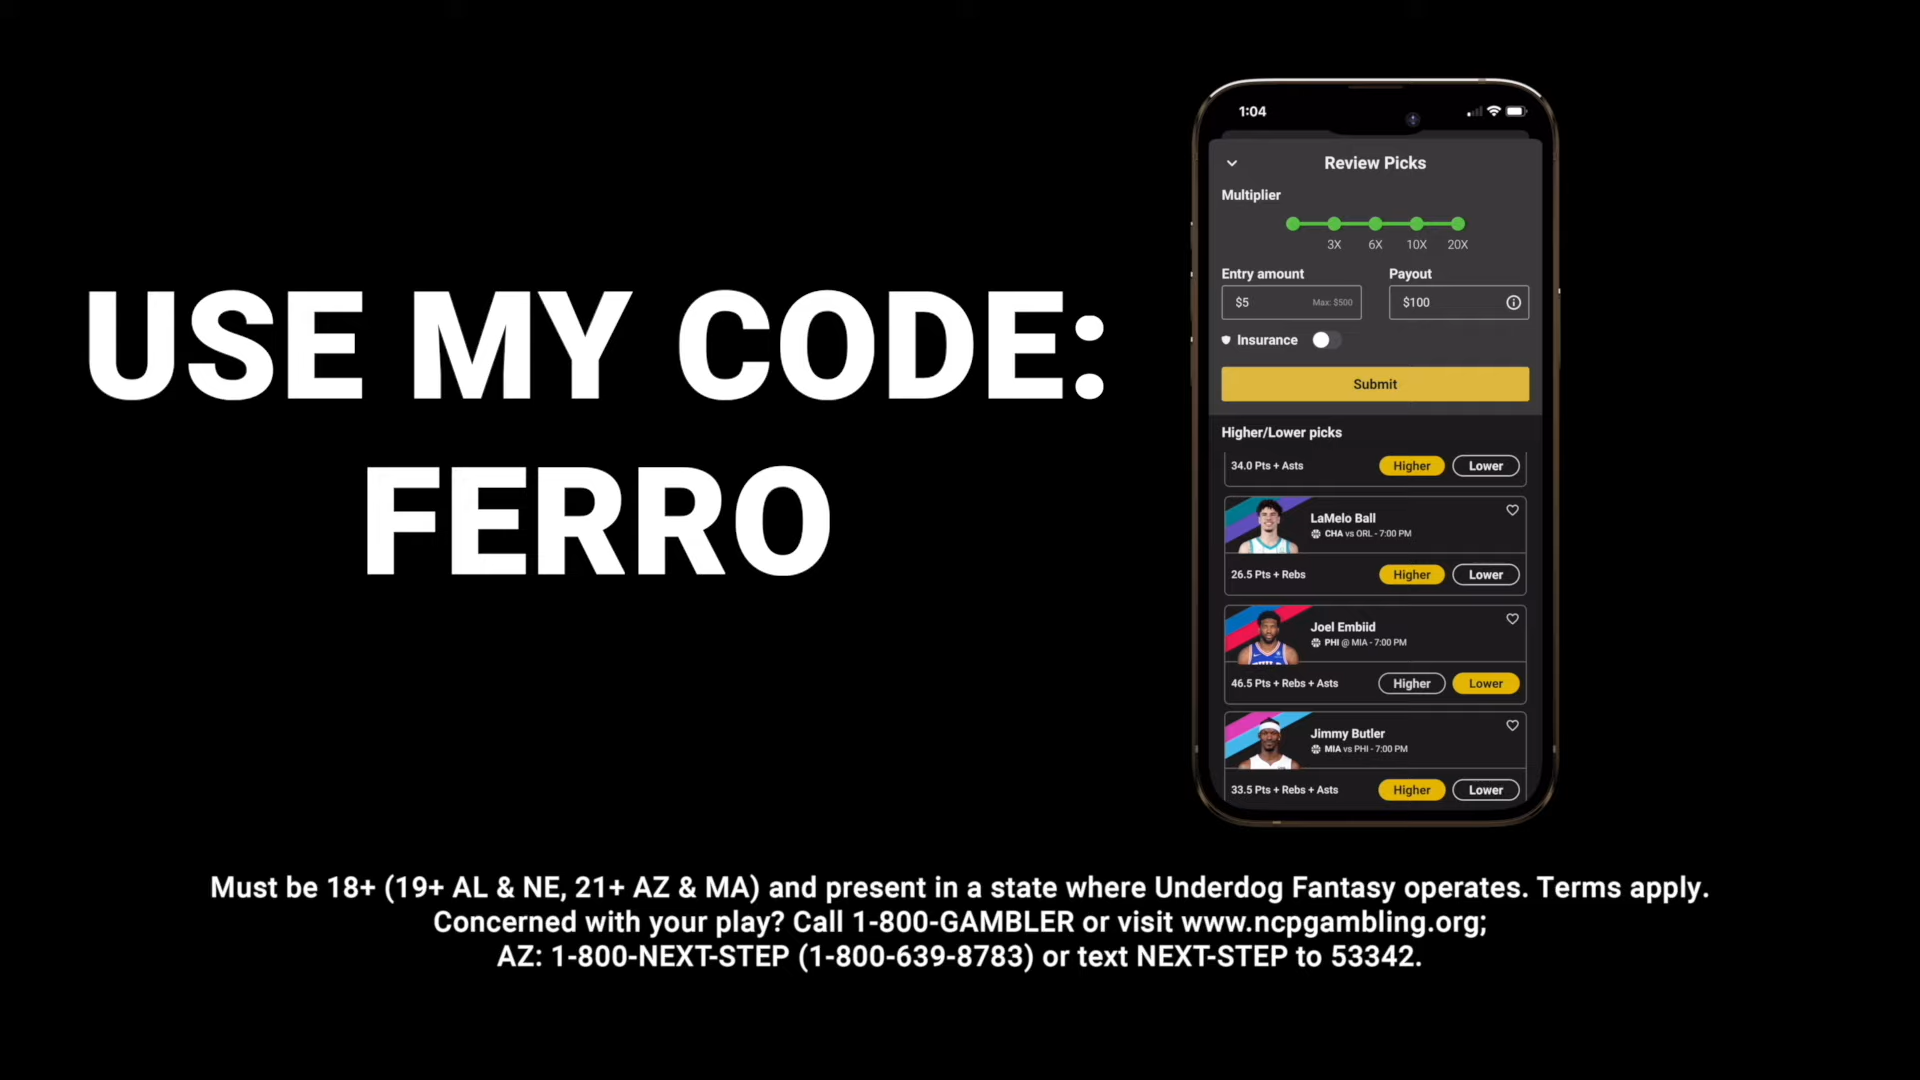 USE MY CODE:
FERRO
1:04
Review Picks
Multiplier
3X 6X 10X 20X
Entry amount Payout
$5 Max: $500 $100
Insurance
Submit
Higher/Lower picks
34.0 Pts + Asts Higher Lower
LaMelo Ball
CHA vs ORL - 7:00 PM
26.5 Pts + Rebs Higher Lower
Joel Embiid
PHI @ MIA - 7:00 PM
46.5 Pts + Rebs + Asts Higher Lower
Jimmy Butler
MIA vs PHI - 7:00 PM
33.5 Pts + Rebs + Asts Higher Lower
Must be 18+ (19+ AL & NE, 21+ AZ & MA) and present in a state where Underdog Fantasy operates. Terms apply.
Concerned with your play? Call 1-800-GAMBLER or visit www.ncpgambling.org;
AZ: 1-800-NEXT-STEP (1-800-639-8783) or text NEXT-STEP to 53342.